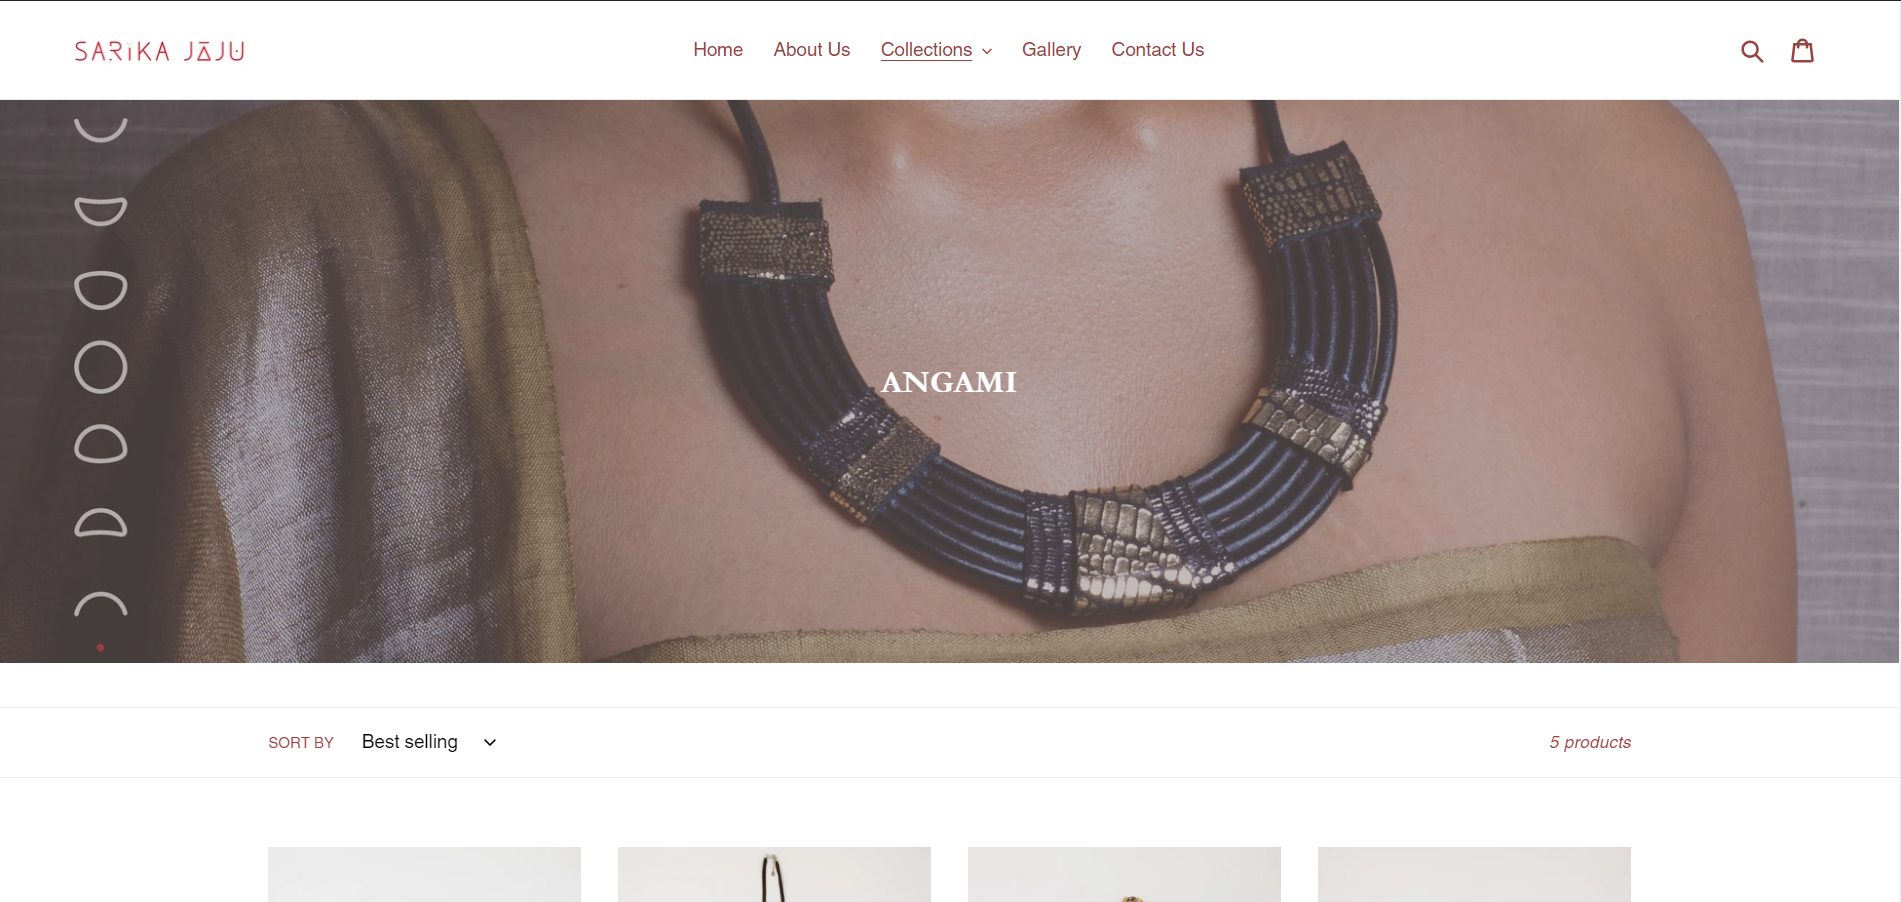 SARIKA JAJU
Home About Us Collections Gallery Contact Us
ANGAMI
SORT BY Best selling 5 products